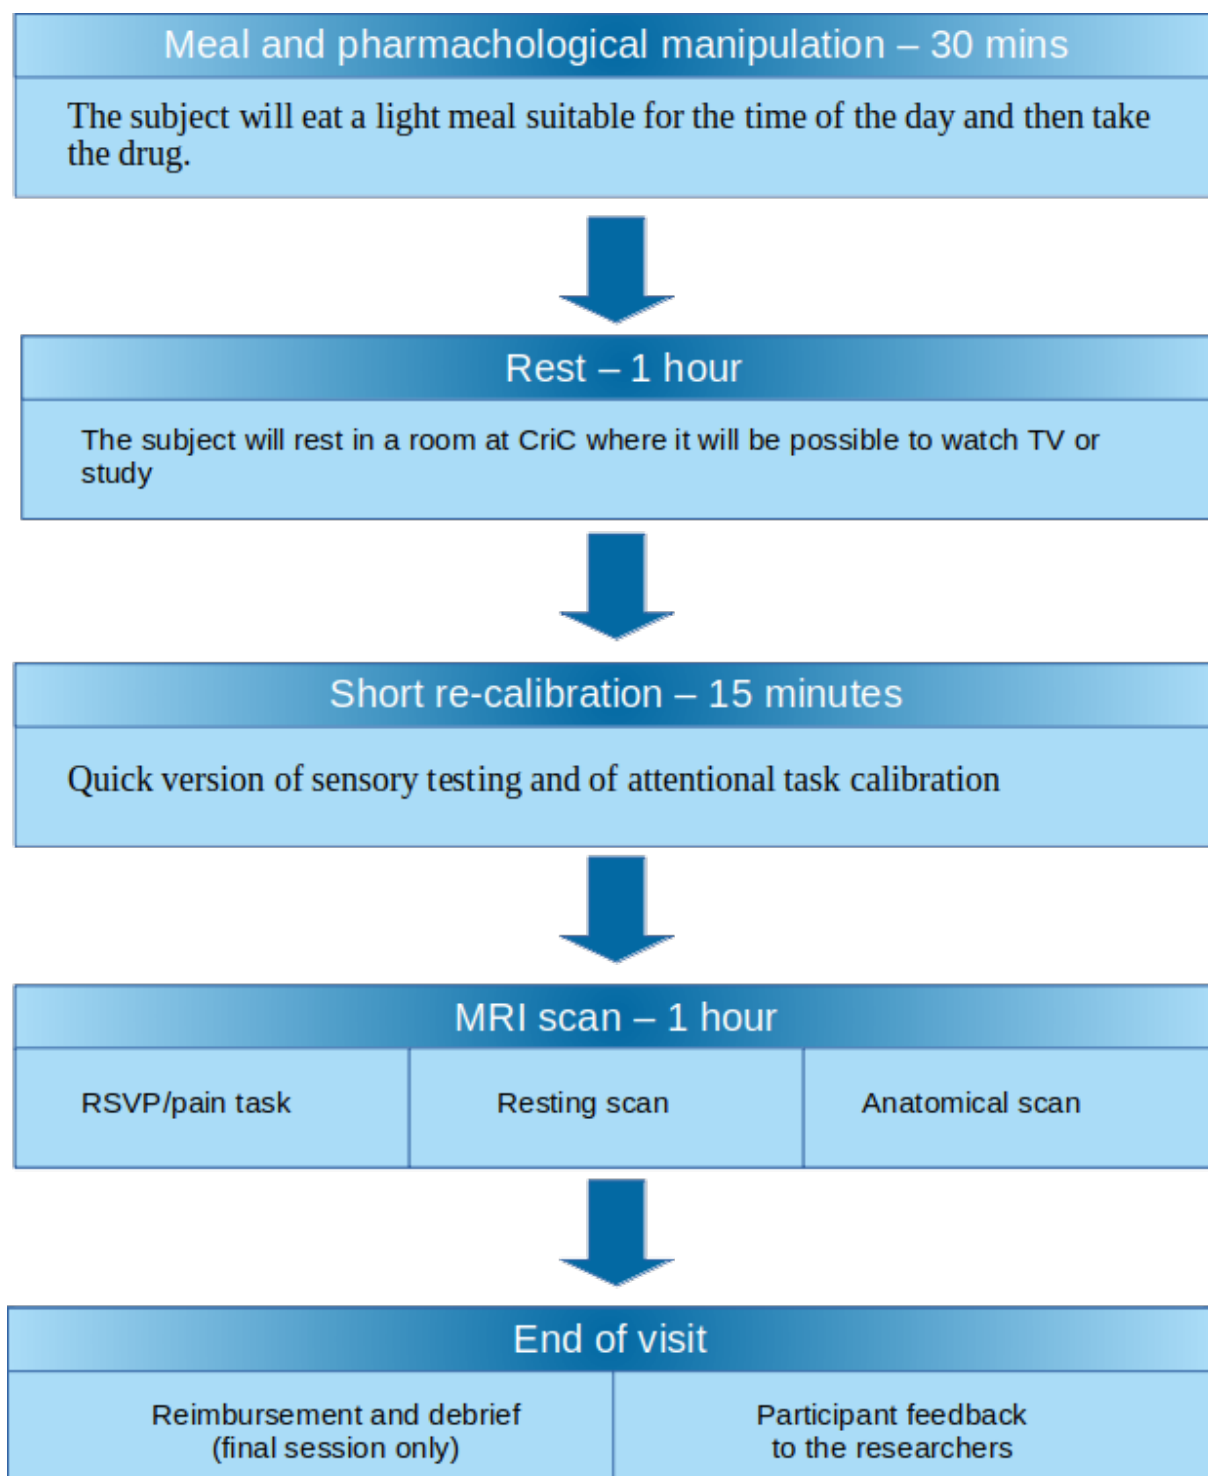 Meal and pharmachological manipulation – 30 mins
The subject will eat a light meal suitable for the time of the day and then take
the drug.
Rest – 1 hour
The subject will rest in a room at CriC where it will be possible to watch TV or
study
Short re-calibration – 15 minutes
Quick version of sensory testing and of attentional task calibration
MRI scan – 1 hour
RSVP/pain task
Resting scan
Anatomical scan
End of visit
Reimbursement and debrief
(final session only)
Participant feedback
to the researchers